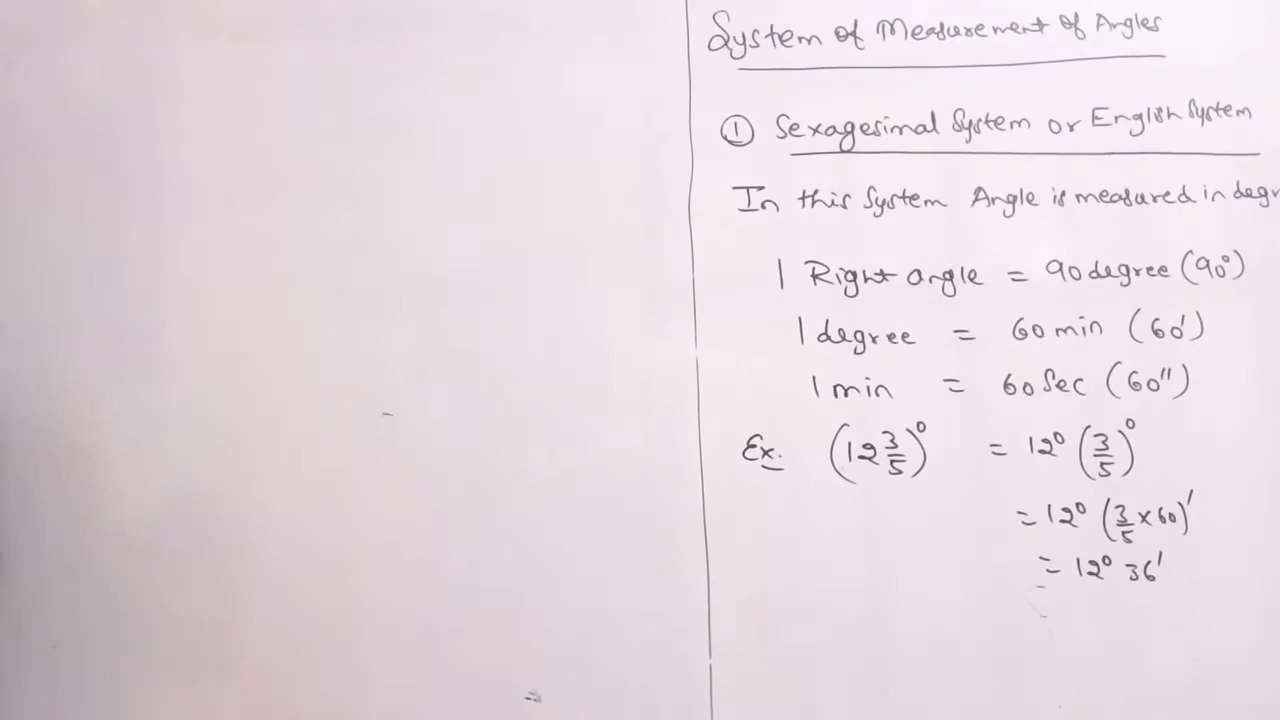 System of Measurement of Angles
① Sexagesimal System or English System
In this System Angle is measured in degr
1 Right angle = 90 degree (90°)
1 degree = 60 min (60')
1 min = 60 Sec (60")
Ex. (12 3/5)° = 12° (3/5)°
= 12° (3/5 × 60)'
= 12° 36'